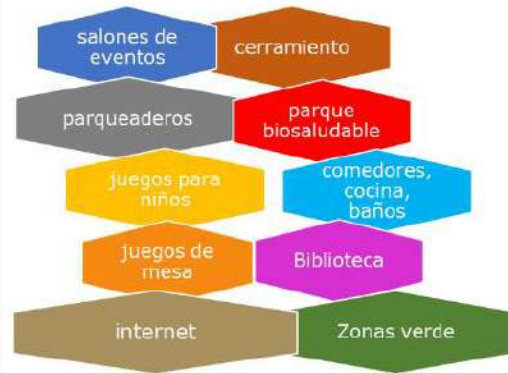 salones de
eventos
cerramiento
parqueaderos
parque
biosaludable
juegos para
niños
comedores,
cocina,
baños
juegos de
mesa
Biblioteca
internet
Zonas verde